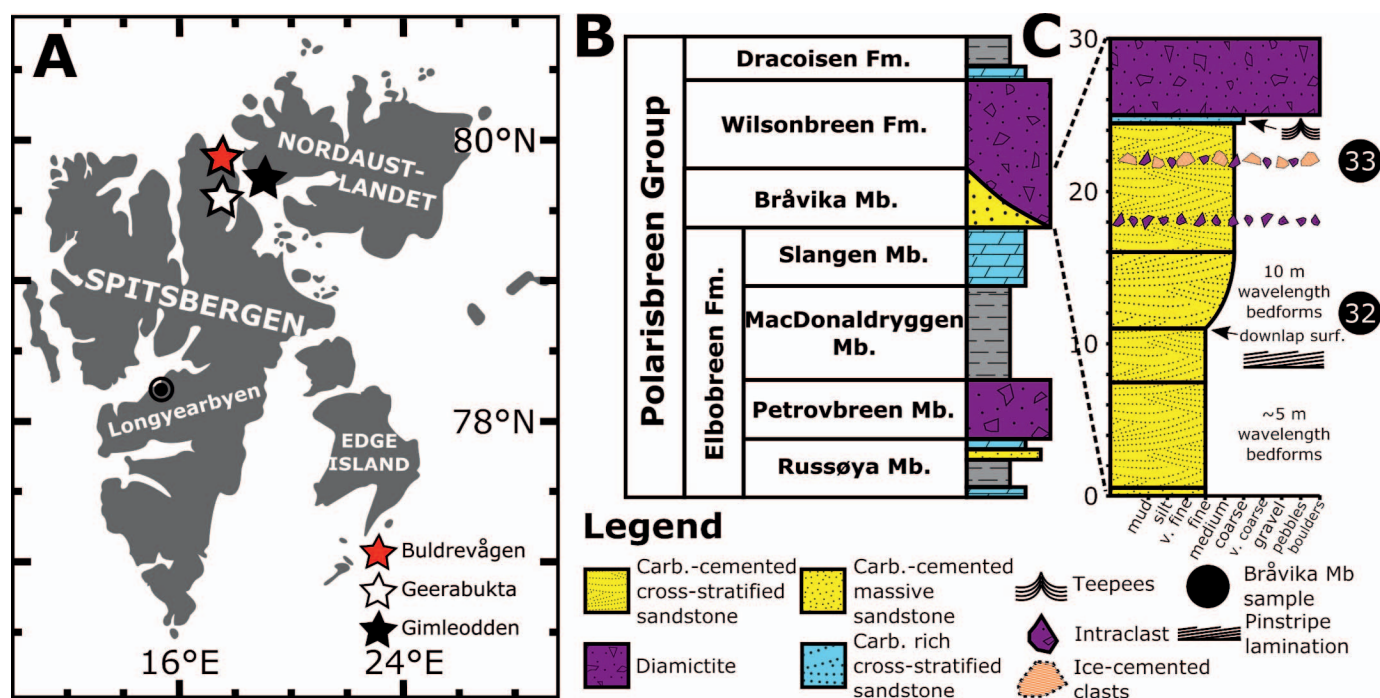 A
80°N
NORDAUST-
LANDET
SPITSBERGEN
Longyearbyen
78°N
EDGE
ISLAND
Buldrevågen
Geerabukta
Gimleodden
16°E
24°E
B
Polarisbreen Group
Dracoisen Fm.
Wilsonbreen Fm.
Bråvika Mb.
Elbobreen Fm.
Slangen Mb.
MacDonaldryggen
Mb.
Petrovbreen Mb.
Russøya Mb.
C
30
20
10
0
33
10 m
wavelength
bedforms
32
downlap surf.
~5 m
wavelength
bedforms
mud
silt
v. fine
fine
medium
coarse
v. coarse
gravel
pebbles
boulders
Legend
Carb.-cemented
cross-stratified
sandstone
Diamictite
Carb.-cemented
massive
sandstone
Carb. rich
cross-stratified
sandstone
Teepees
Intraclast
Ice-cemented
clasts
Bråvika Mb
sample
Pinstripe
lamination